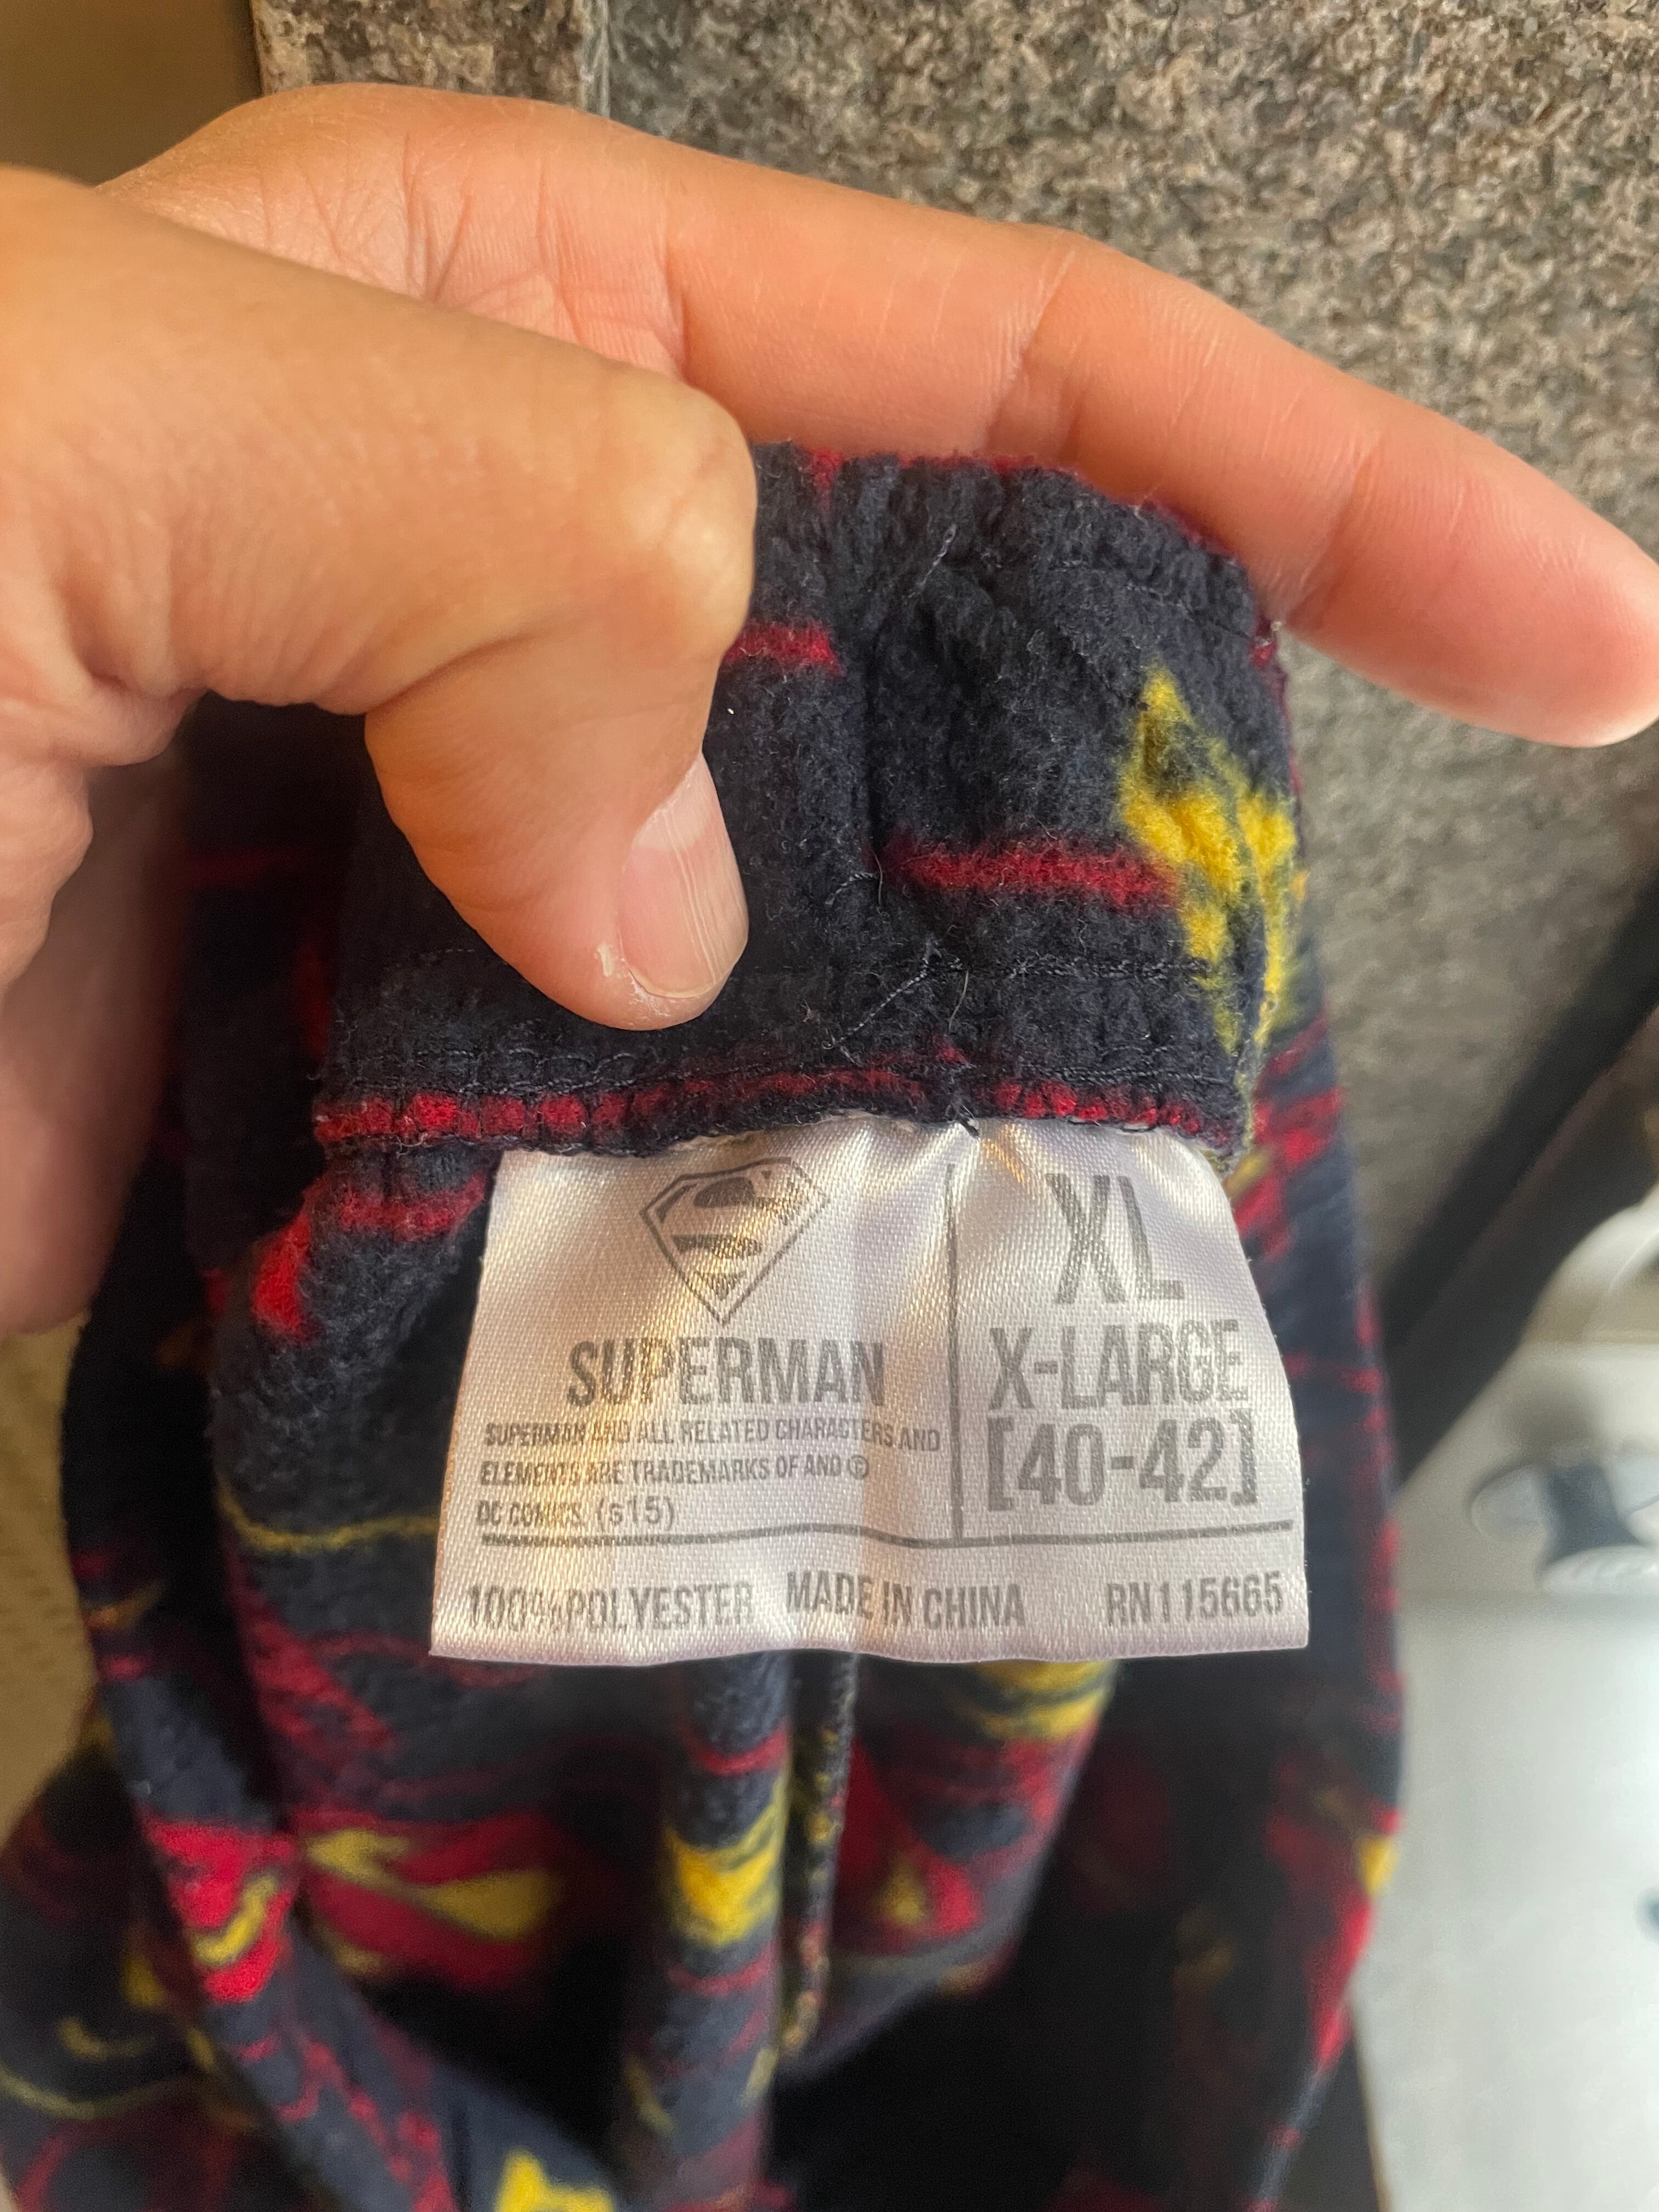 SUPERMAN
SUPERMAN AND ALL RELATED CHARACTERS AND
ELEMENTS ARE TRADEMARKS OF AND ©
DC COMICS. (s15)
XL
X-LARGE
[40-42]
100%POLYESTER MADE IN CHINA RN115665